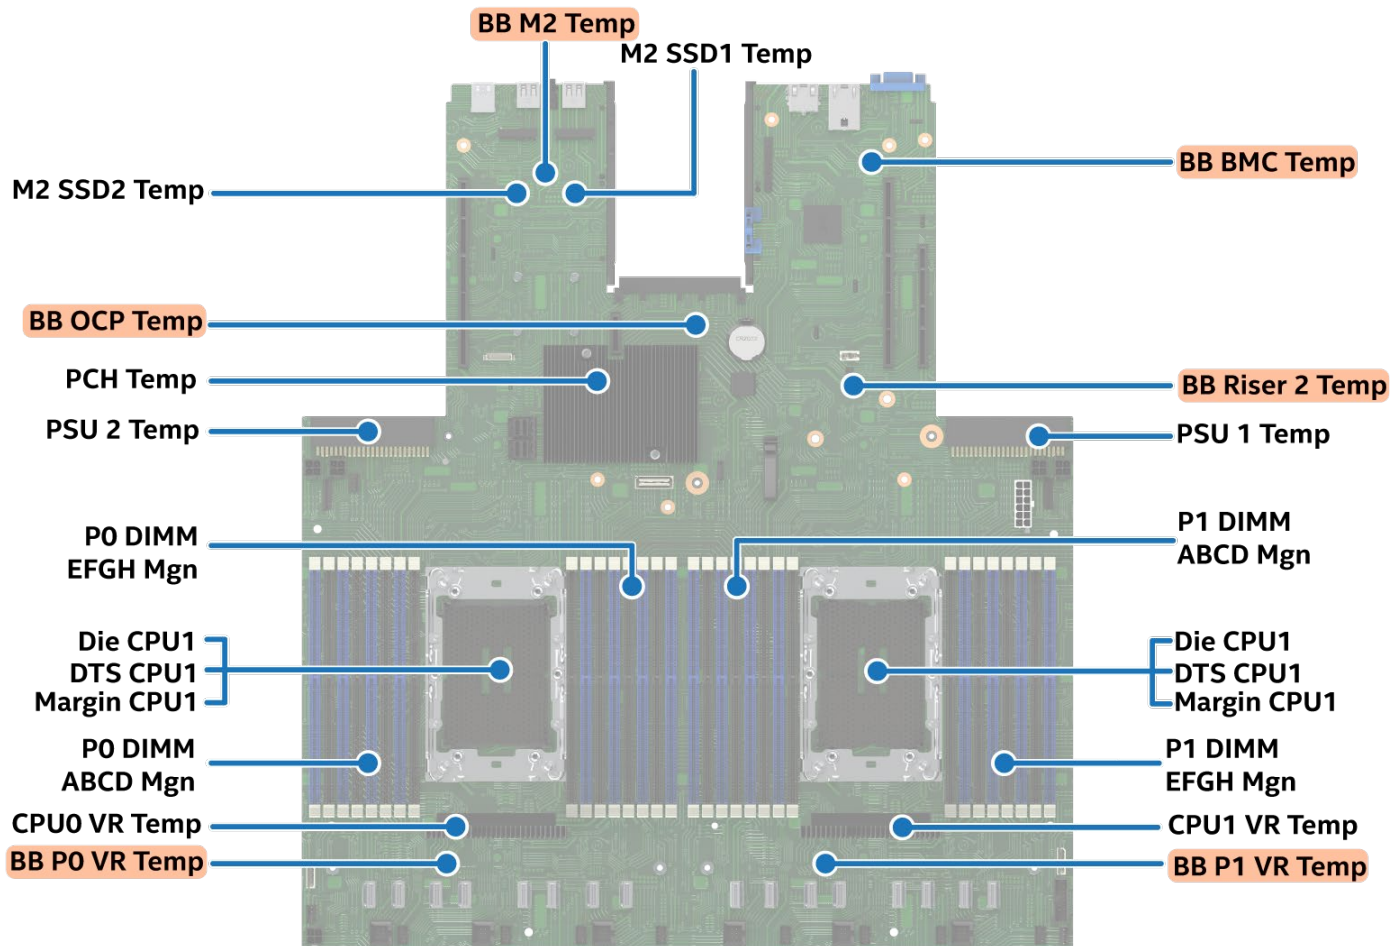 BB M2 Temp
M2 SSD1 Temp
BB BMC Temp
M2 SSD2 Temp
BB OCP Temp
PCH Temp
BB Riser 2 Temp
PSU 2 Temp
PSU 1 Temp
P0 DIMM
EFGH Mgn
P1 DIMM
ABCD Mgn
Die CPU1
DTS CPU1
Margin CPU1
Die CPU1
DTS CPU1
Margin CPU1
P0 DIMM
ABCD Mgn
P1 DIMM
EFGH Mgn
CPU0 VR Temp
CPU1 VR Temp
BB P0 VR Temp
BB P1 VR Temp